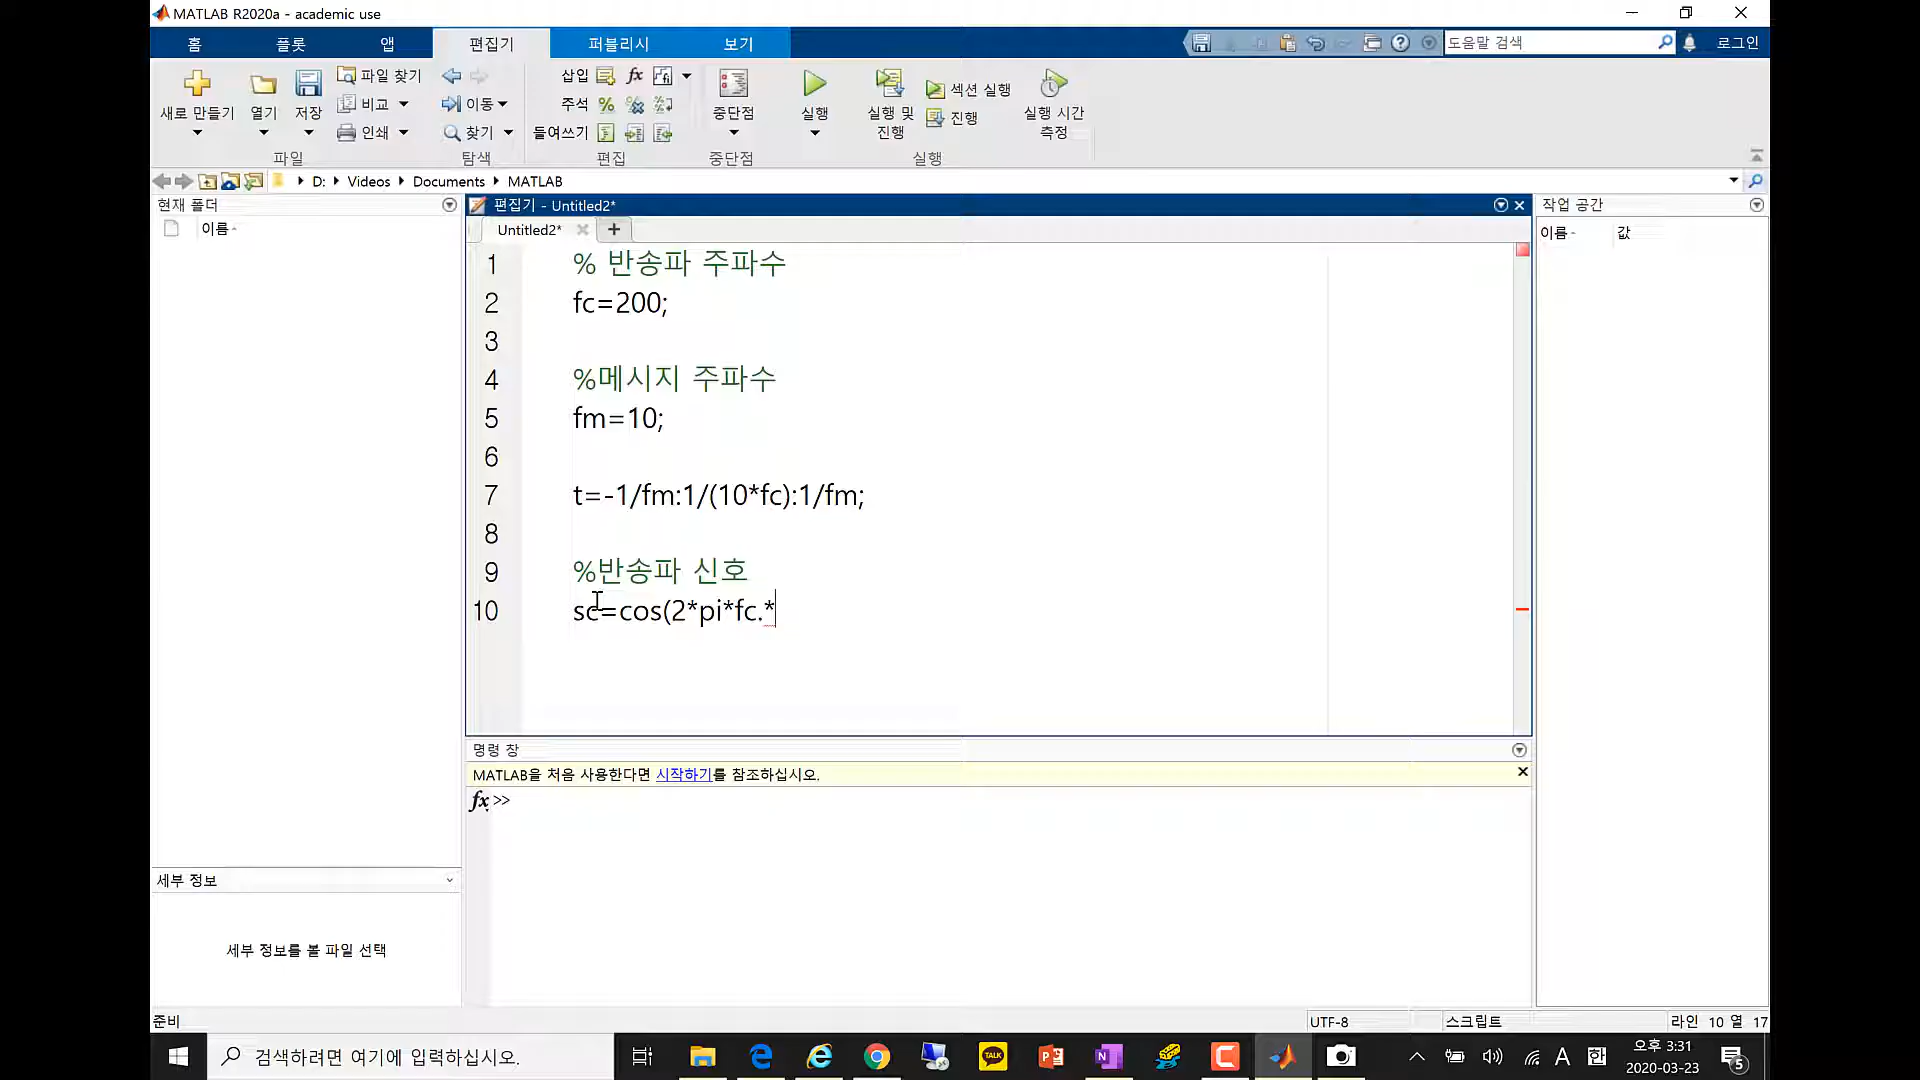 MATLAB R2020a - academic use
홈 플롯 앱 편집기 퍼블리시 보기
도움말 검색
로그인
새로 만들기 열기 저장 파일 찾기 비교 인쇄
이동 찾기
삽입 fx
주석
들여쓰기
중단점
실행
실행 및 진행
섹션 실행
진행
실행 시간 측정
파일 탐색 편집 중단점 실행
D: Videos Documents MATLAB
현재 폴더
이름
편집기 - Untitled2*
Untitled2*
작업 공간
이름 값
1 % 반송파 주파수
2 fc=200;
3
4 %메시지 주파수
5 fm=10;
6
7 t=-1/fm:1/(10*fc):1/fm;
8
9 %반송파 신호
10 sc=cos(2*pi*fc.*
명령 창
MATLAB을 처음 사용한다면 시작하기를 참조하십시오.
fx >>
세부 정보
세부 정보를 볼 파일 선택
준비
UTF-8 스크립트 라인 10 열 17
검색하려면 여기에 입력하십시오.
TALK
A 한
오후 3:31
2020-03-23
5